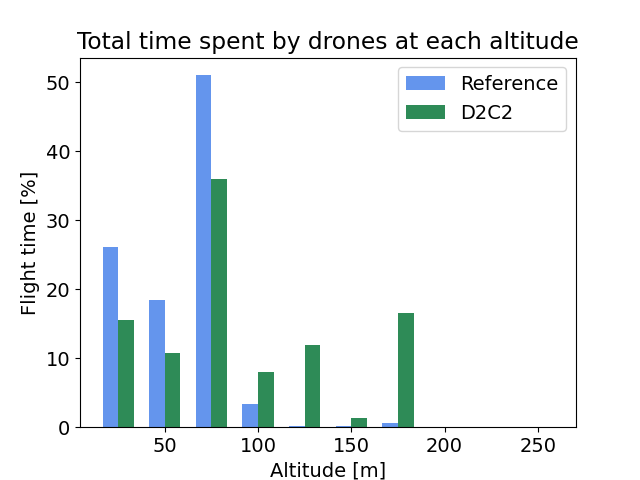 Total time spent by drones at each altitude
Reference
D2C2
Flight time [%]
50
40
30
20
10
0
50 100 150 200 250
Altitude [m]